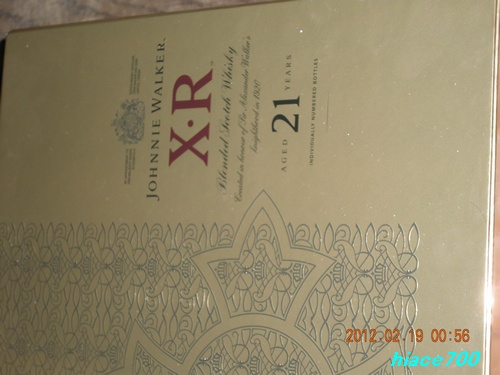 JOHNNIE WALKER.
X·R
Blended Scotch Whisky
Created in honour of Sir Alexander Walker's
knighthood in 1920
AGED 21 YEARS
INDIVIDUALLY NUMBERED BOTTLES
2012.02.19 00:56
hiace700